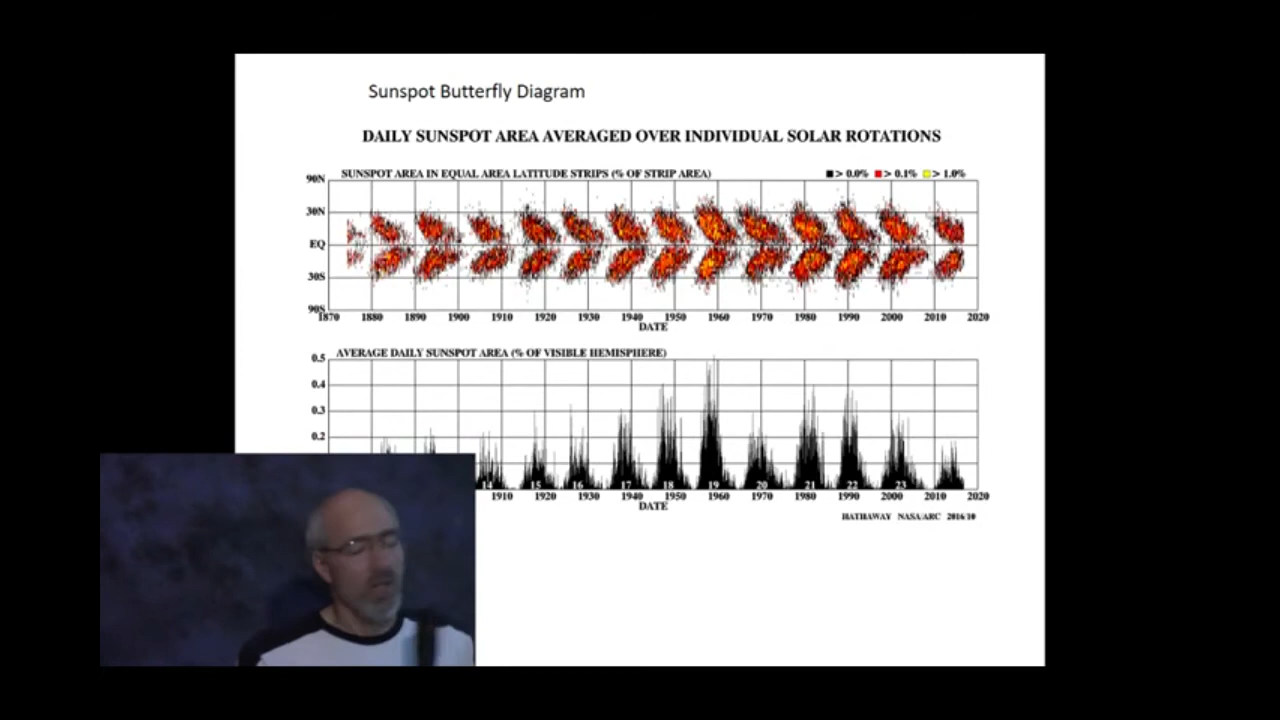 Sunspot Butterfly Diagram
DAILY SUNSPOT AREA AVERAGED OVER INDIVIDUAL SOLAR ROTATIONS
SUNSPOT AREA IN EQUAL AREA LATITUDE STRIPS (% OF STRIP AREA) > 0.0% > 0.1% > 1.0%
90N
30N
EQ
30S
90S
1870 1880 1890 1900 1910 1920 1930 1940 1950 1960 1970 1980 1990 2000 2010 2020
DATE
AVERAGE DAILY SUNSPOT AREA (% OF VISIBLE HEMISPHERE)
0.5
0.4
0.3
0.2
14 15 16 17 18 19 20 21 22 23
1910 1920 1930 1940 1950 1960 1970 1980 1990 2000 2010 2020
DATE
HATHAWAY NASA/ARC 2016/10